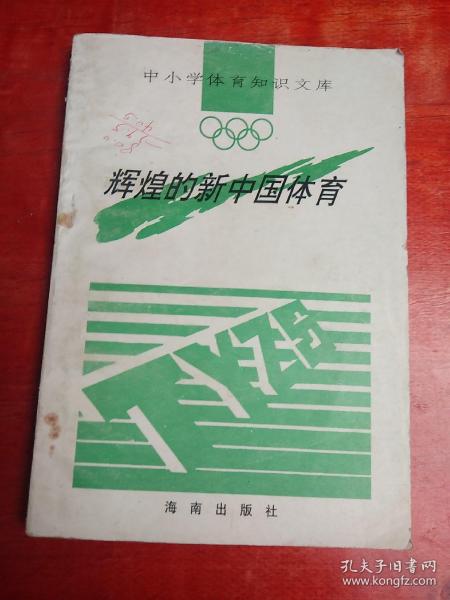 中小学体育知识文库
辉煌的新中国体育
TYZS
海南出版社
孔夫子旧书网
www.kongfz.com